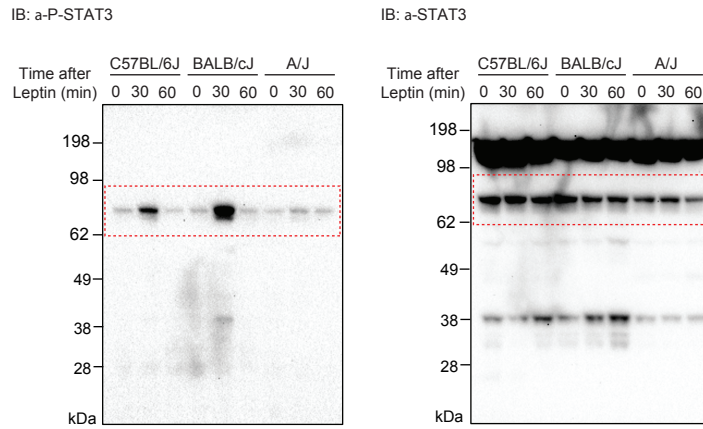 IB: a-P-STAT3
C57BL/6J BALB/cJ A/J
Time after
Leptin (min) 0 30 60 0 30 60 0 30 60
198
98
62
49
38
28
kDa
IB: a-STAT3
C57BL/6J BALB/cJ A/J
Time after
Leptin (min) 0 30 60 0 30 60 0 30 60
198
98
62
49
38
28
kDa